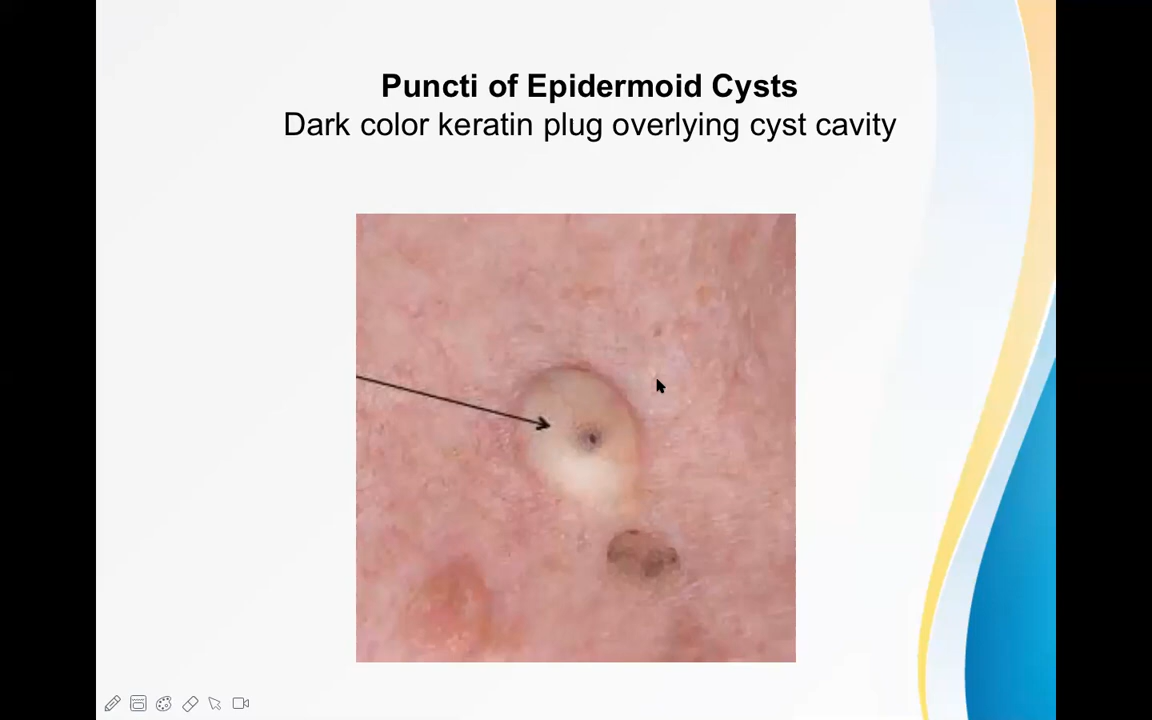 Puncti of Epidermoid Cysts
Dark color keratin plug overlying cyst cavity